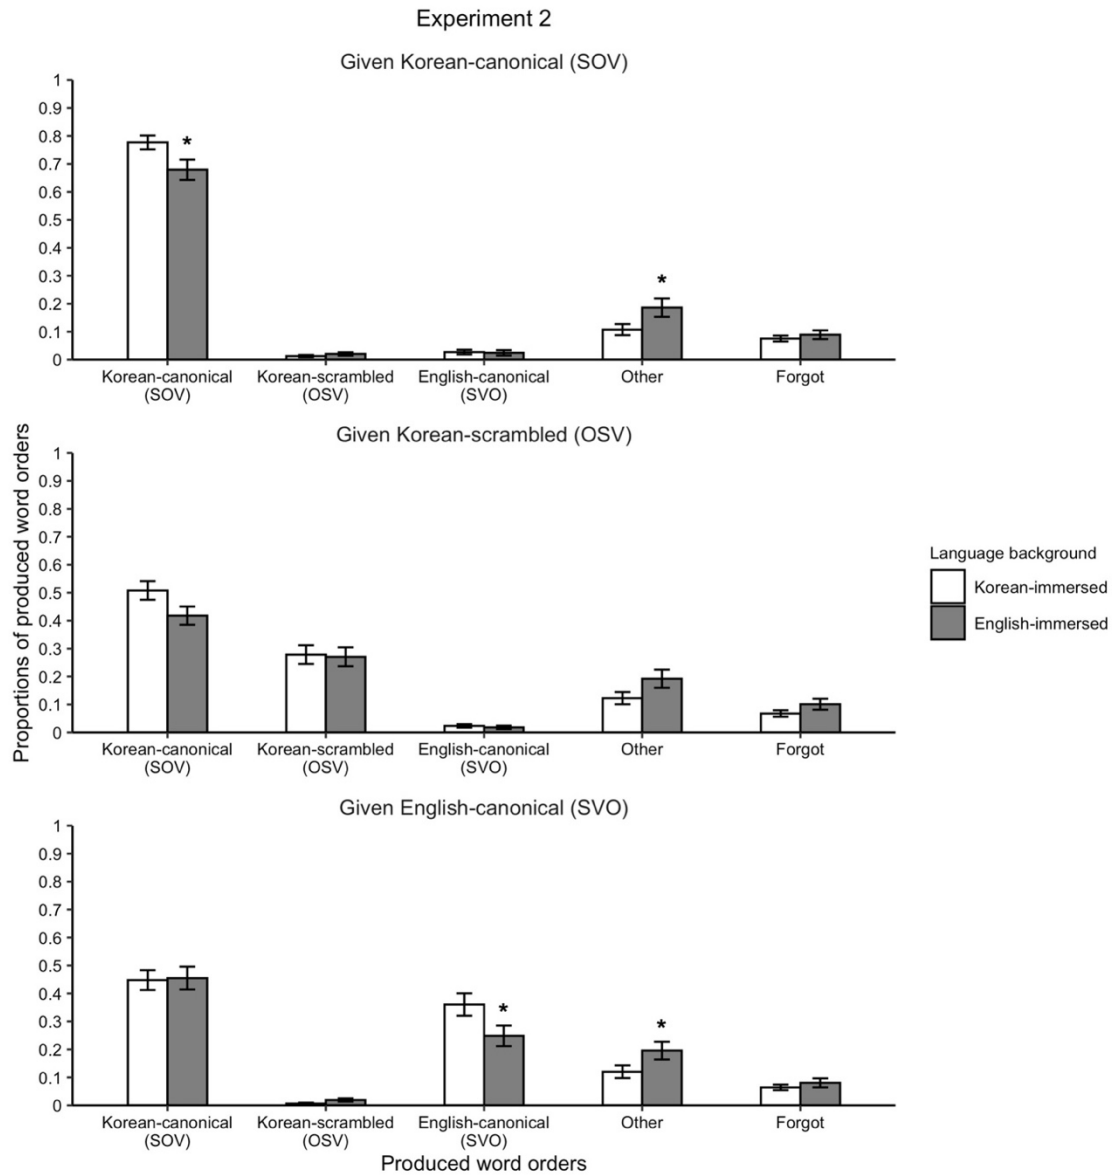 Experiment 2
Given Korean-canonical (SOV)
1
0.9
0.8
0.7
0.6
0.5
0.4
0.3
0.2
0.1
0
*
*
Korean-canonical
(SOV)
Korean-scrambled
(OSV)
English-canonical
(SVO)
Other
Forgot
Proportions of produced word orders
Given Korean-scrambled (OSV)
1
0.9
0.8
0.7
0.6
0.5
0.4
0.3
0.2
0.1
0
Korean-canonical
(SOV)
Korean-scrambled
(OSV)
English-canonical
(SVO)
Other
Forgot
Language background
Korean-immersed
English-immersed
Given English-canonical (SVO)
1
0.9
0.8
0.7
0.6
0.5
0.4
0.3
0.2
0.1
0
*
*
Korean-canonical
(SOV)
Korean-scrambled
(OSV)
English-canonical
(SVO)
Other
Forgot
Produced word orders